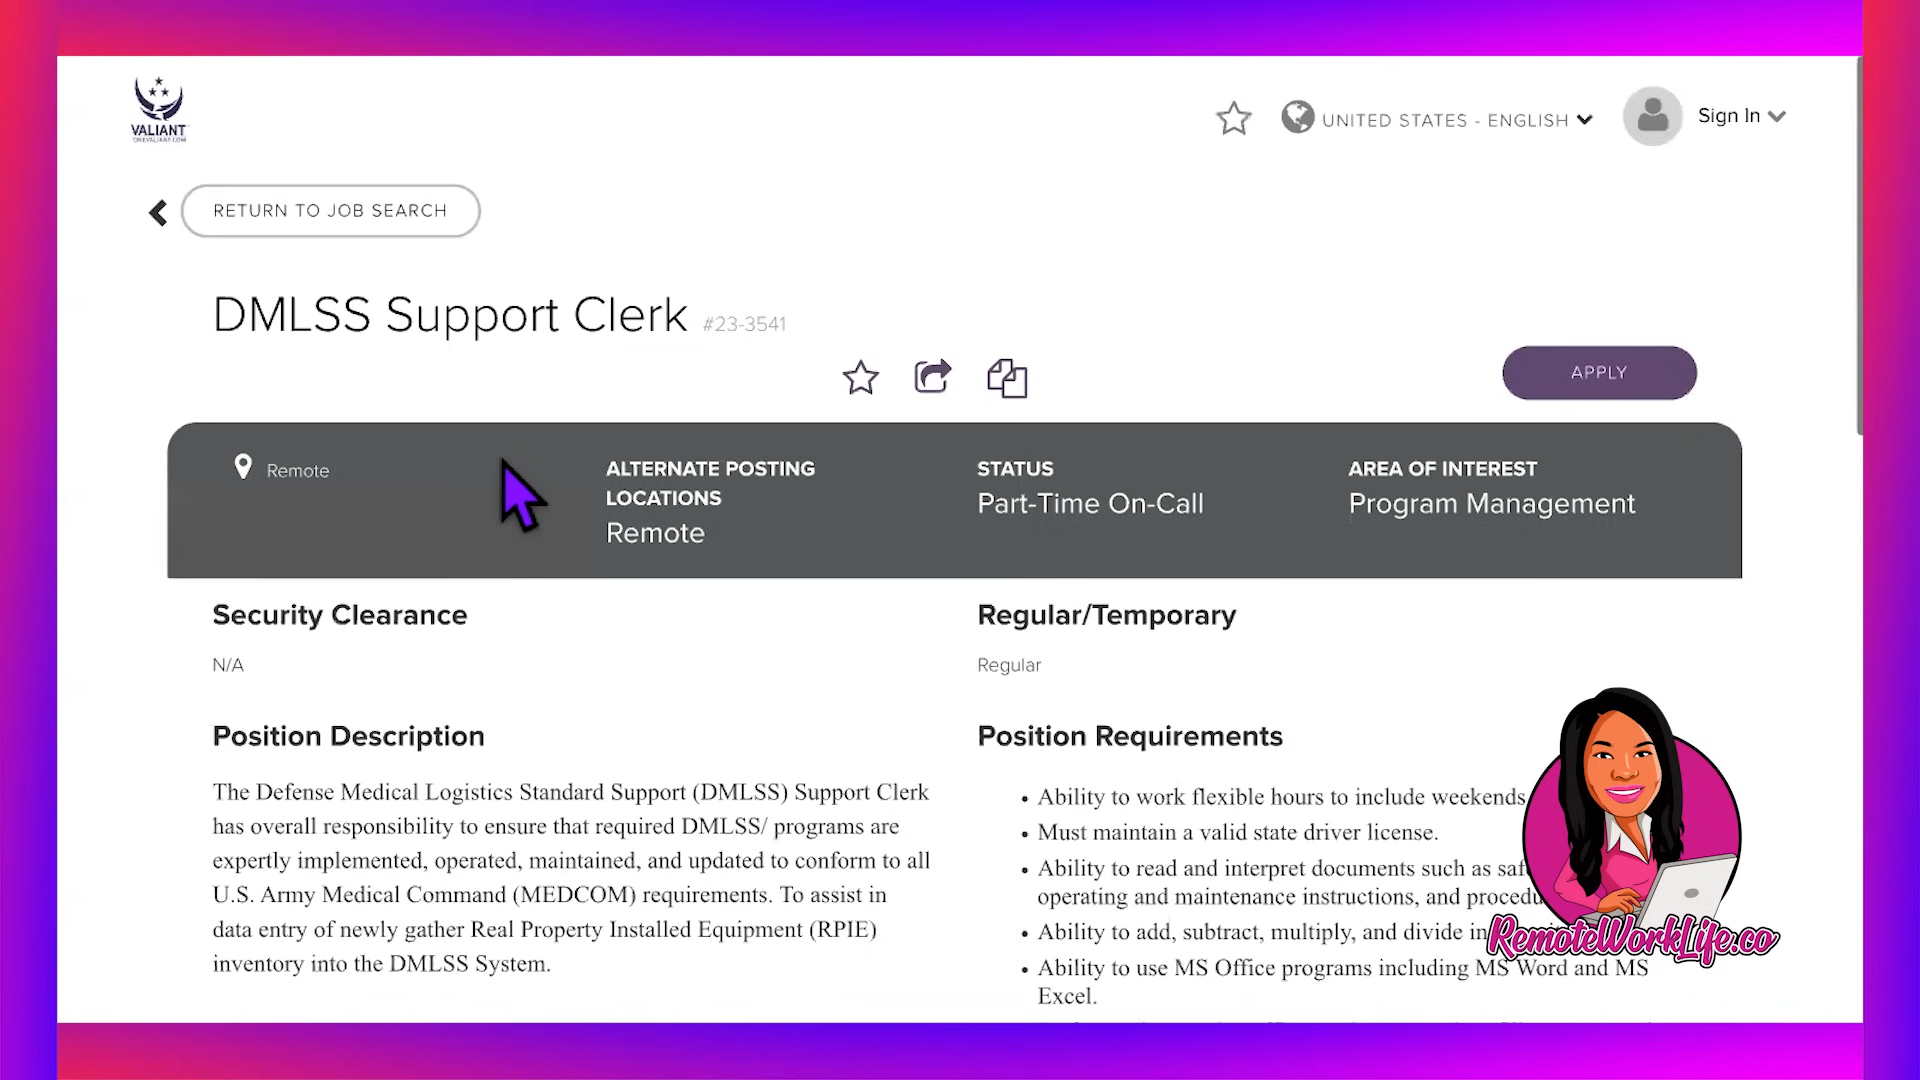 VALIANT
UNITED STATES - ENGLISH
Sign In
RETURN TO JOB SEARCH
DMLSS Support Clerk #23-3541
APPLY
Remote
ALTERNATE POSTING
LOCATIONS
Remote
STATUS
Part-Time On-Call
AREA OF INTEREST
Program Management
Security Clearance
N/A
Regular/Temporary
Regular
Position Description
The Defense Medical Logistics Standard Support (DMLSS) Support Clerk
has overall responsibility to ensure that required DMLSS/ programs are
expertly implemented, operated, maintained, and updated to conform to all
U.S. Army Medical Command (MEDCOM) requirements. To assist in
data entry of newly gather Real Property Installed Equipment (RPIE)
inventory into the DMLSS System.
Position Requirements
• Ability to work flexible hours to include weekends
• Must maintain a valid state driver license.
• Ability to read and interpret documents such as
operating and maintenance instructions, and
• Ability to add, subtract, multiply, and divide in
• Ability to use MS Office programs including MS Word and MS
Excel.
RemoteWorkLife.co